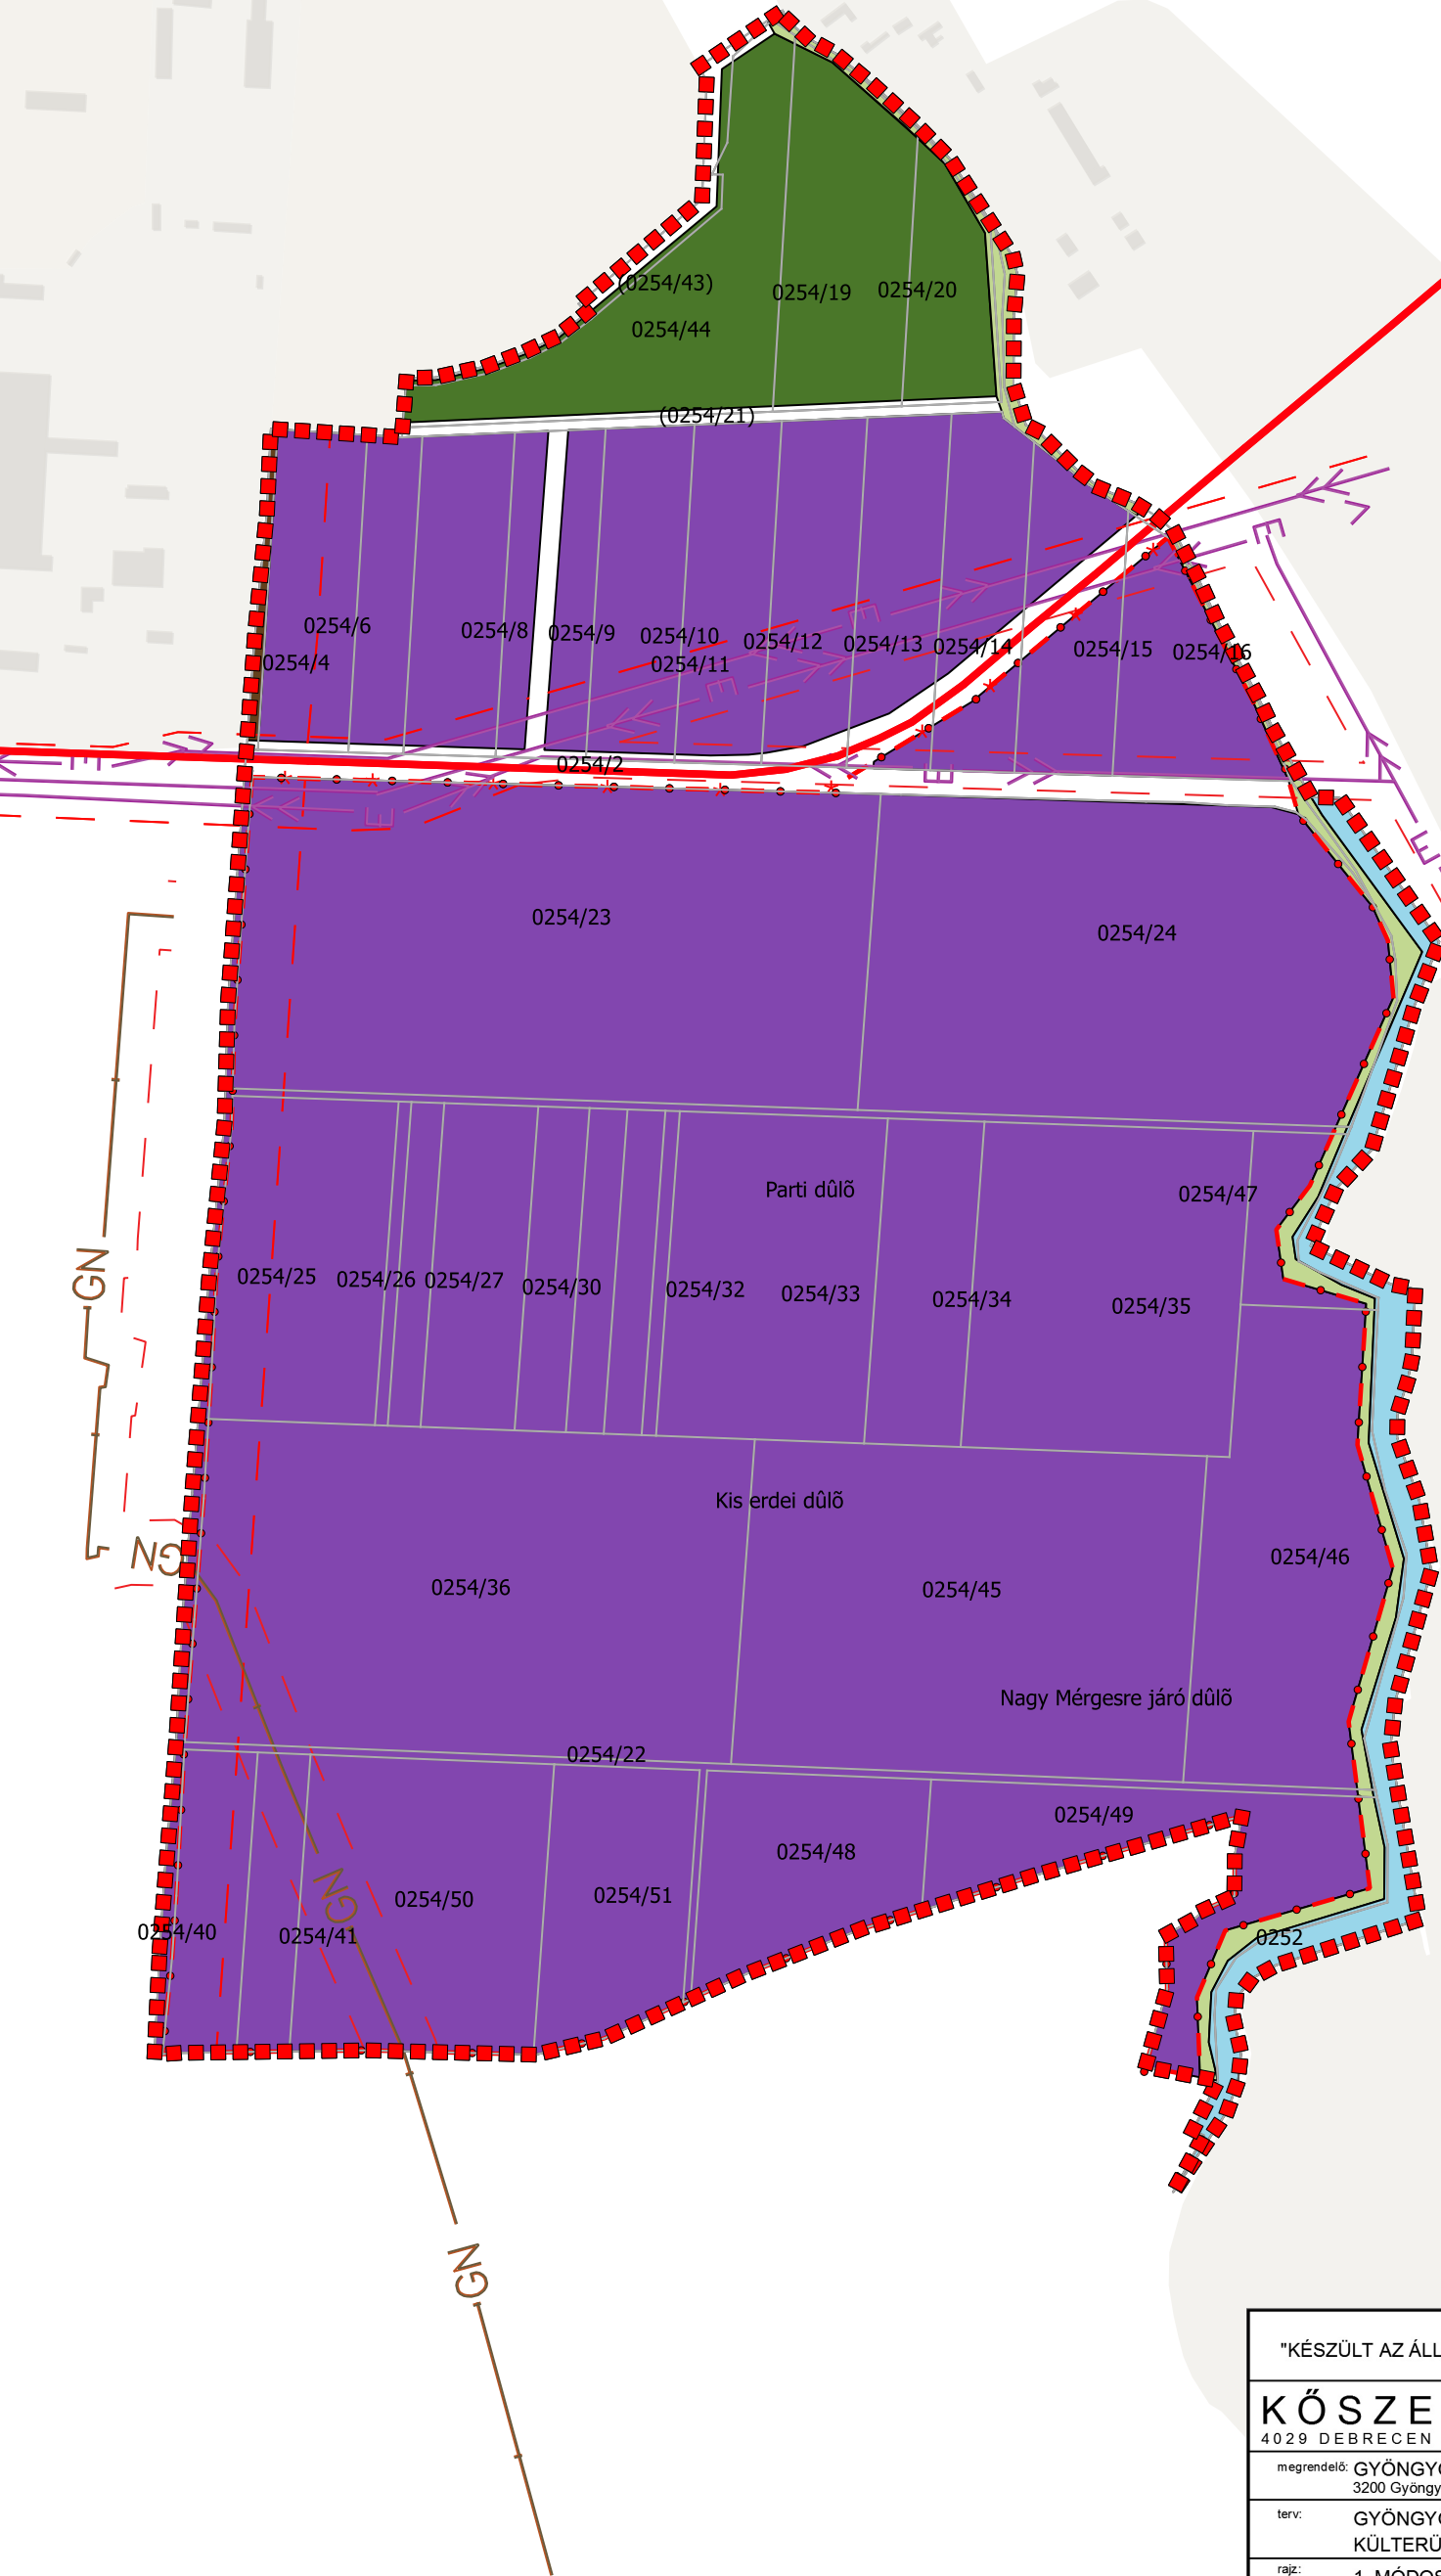 (0254/43)
0254/19
0254/20
0254/44
(0254/21)
0254/6
0254/8
0254/9
0254/10
0254/12
0254/13
0254/14
0254/15
0254/16
0254/4
0254/11
E
E
E
E
E
E
E
E
0254/2
0254/23
0254/24
Parti dûlõ
0254/47
GN
0254/25
0254/26
0254/27
0254/30
0254/32
0254/33
0254/34
0254/35
Kis erdei dûlõ
GN
0254/46
0254/36
0254/45
Nagy Mérgesre járó dûlõ
0254/22
0254/49
0254/48
0254/50
0254/51
GN
0254/40
0254/41
0252
GN
"KÉSZÜLT AZ ÁLL
KŐSZE
4029 DEBRECEN
megrendelő: GYÖNGYÖ
3200 Gyöngy
terv: GYÖNGYÖ
KÜLTERÜ
rajz: 1. MÓDOS